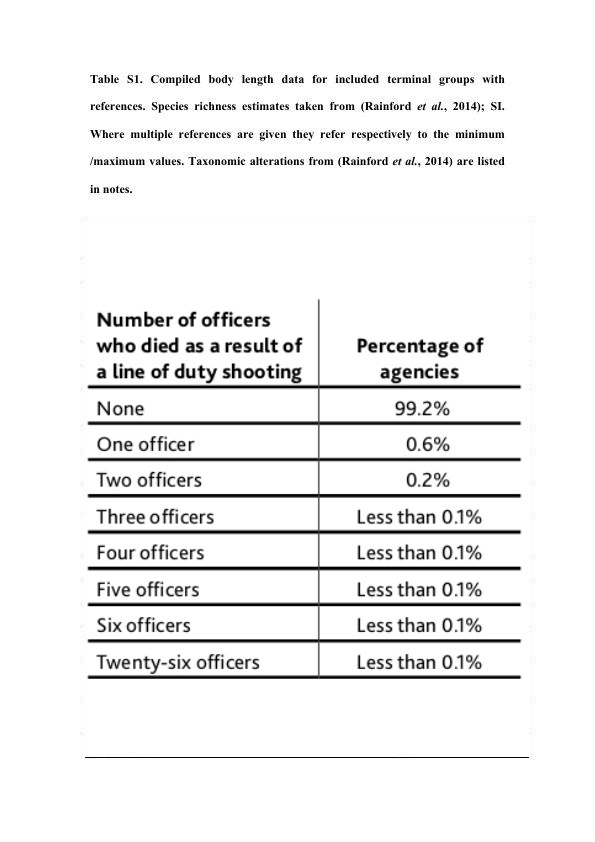 Table S1. Compiled body length data for included terminal groups with
references. Species richness estimates taken from (Rainford et al., 2014); SI.
Where multiple references are given they refer respectively to the minimum
/maximum values. Taxonomic alterations from (Rainford et al., 2014) are listed
in notes.
Number of officers
who died as a result of
a line of duty shooting
Percentage of
agencies
None 99.2%
One officer 0.6%
Two officers 0.2%
Three officers Less than 0.1%
Four officers Less than 0.1%
Five officers Less than 0.1%
Six officers Less than 0.1%
Twenty-six officers Less than 0.1%